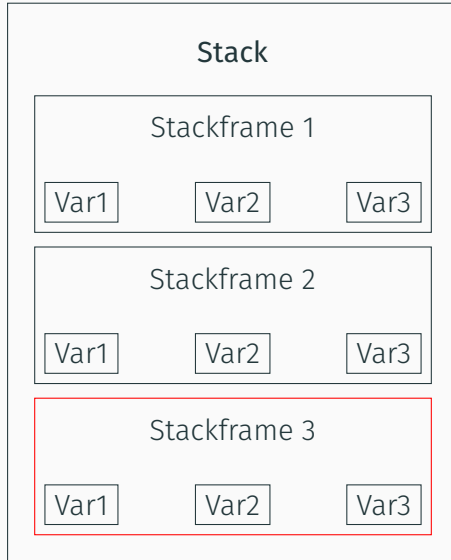 Stack
Stackframe 1
Var1 Var2 Var3
Stackframe 2
Var1 Var2 Var3
Stackframe 3
Var1 Var2 Var3